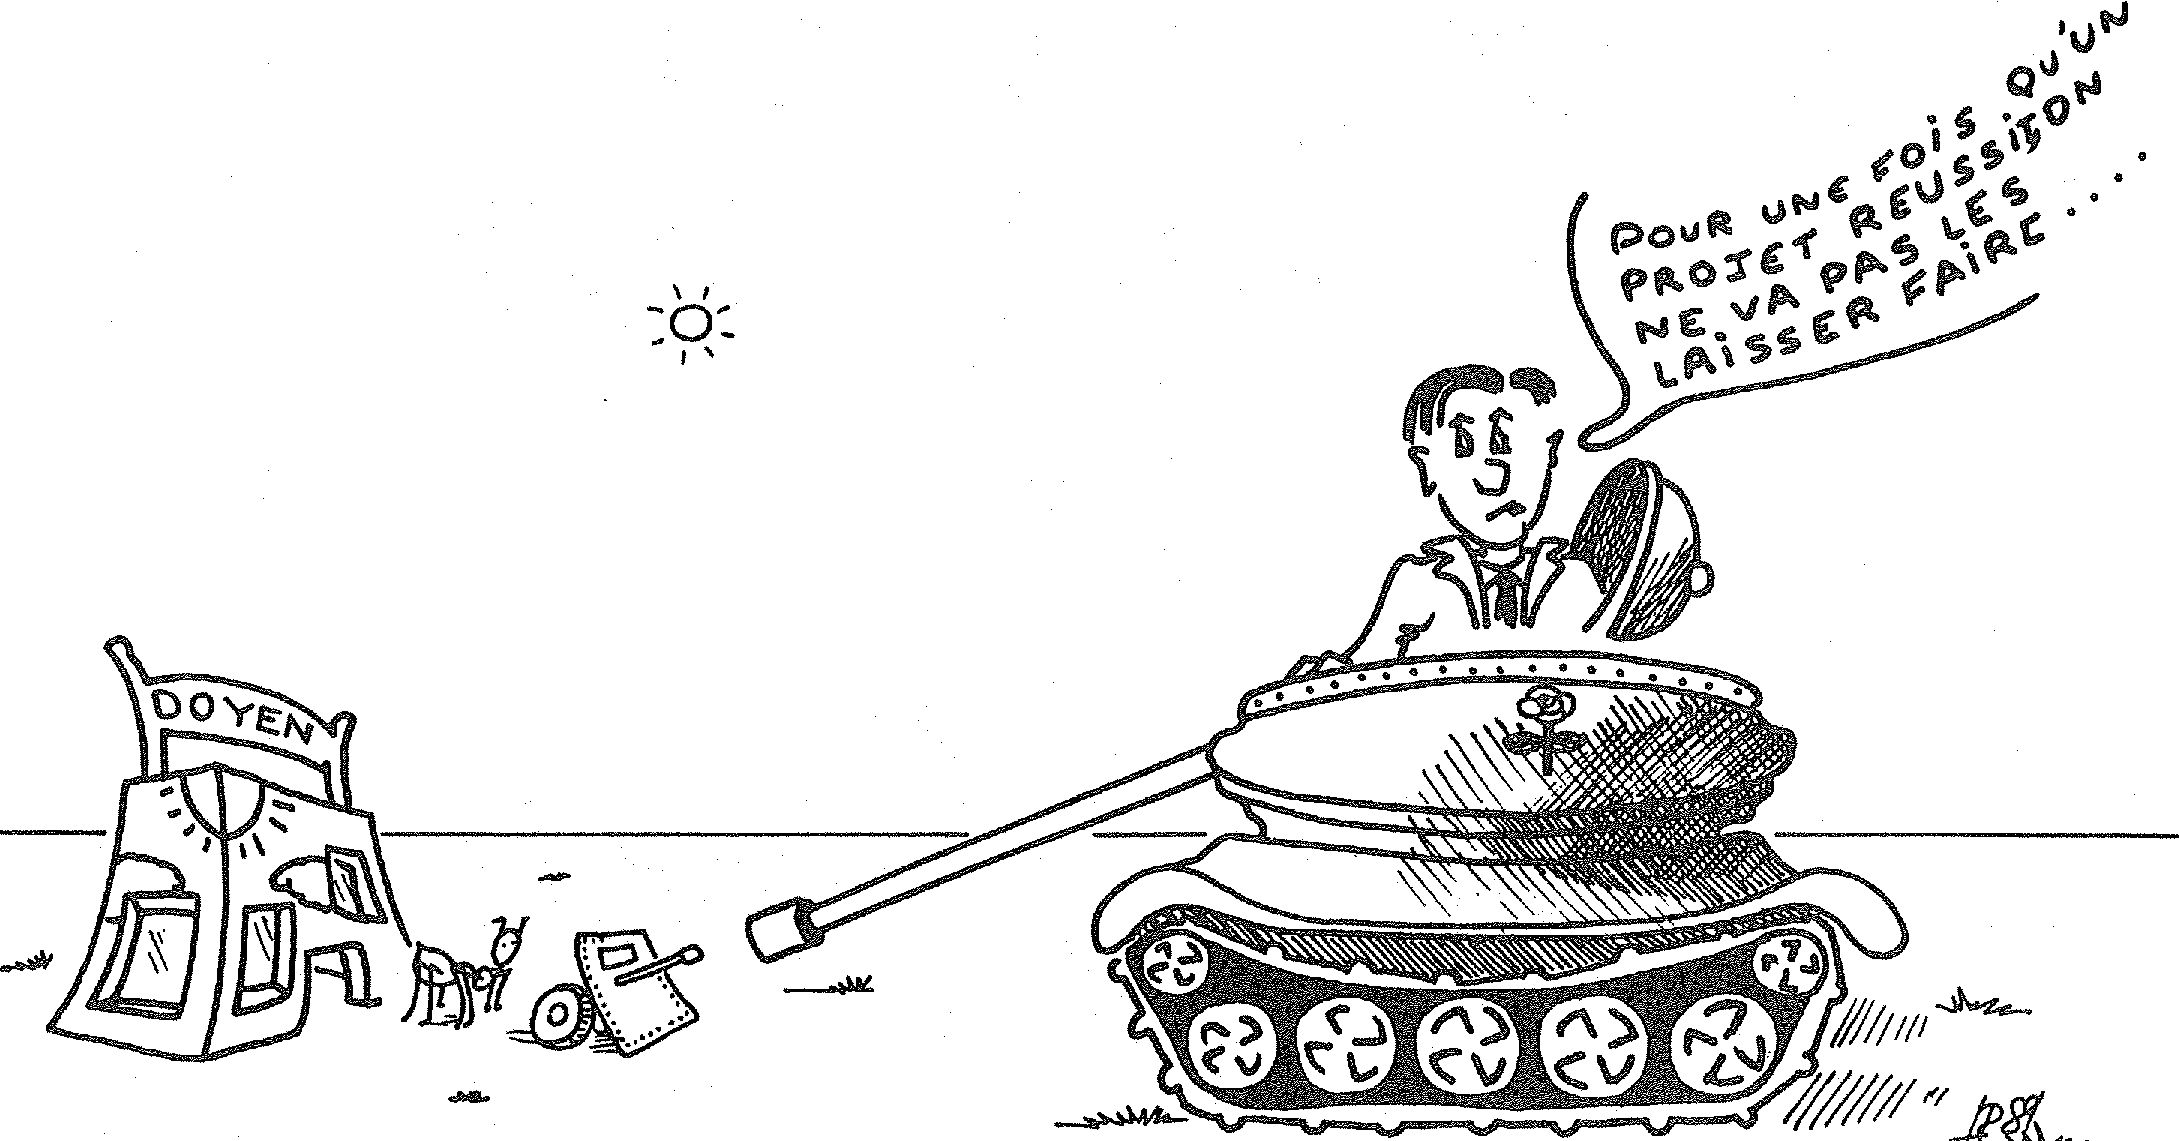 POUR UNE FOIS QU'UN
PROJET REUSSIT, ON
NE VA PAS LES
LAISSER FAIRE....
DOYEN